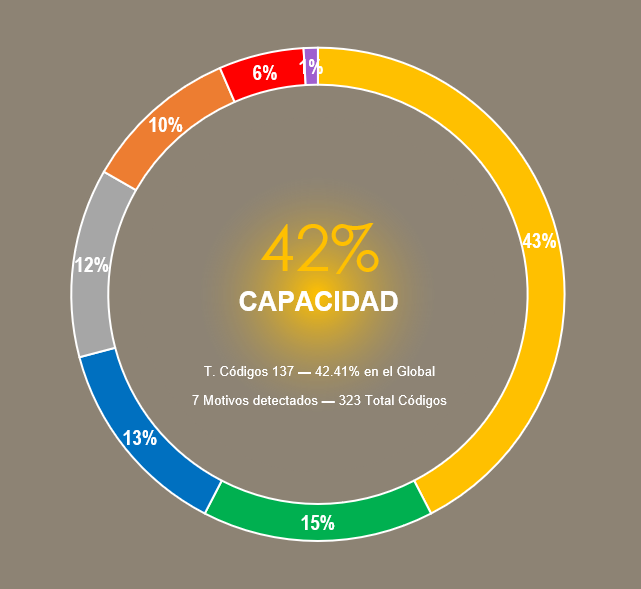 1%
6%
10%
43%
42%
12%
CAPACIDAD
T. Códigos 137 — 42.41% en el Global
7 Motivos detectados — 323 Total Códigos
13%
15%